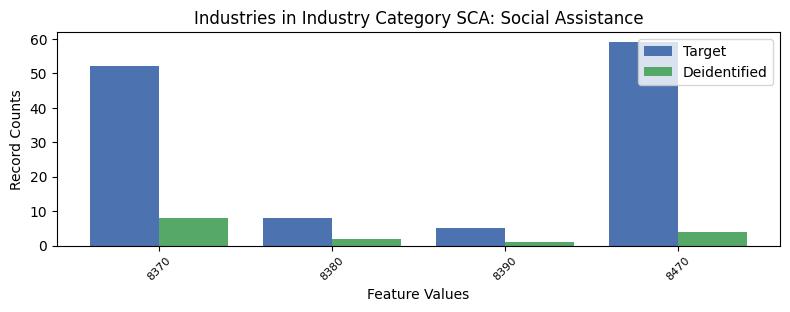 Industries in Industry Category SCA: Social Assistance
Target
Deidentified
Record Counts
60
50
40
30
20
10
0
8370 8380 8390 8470
Feature Values